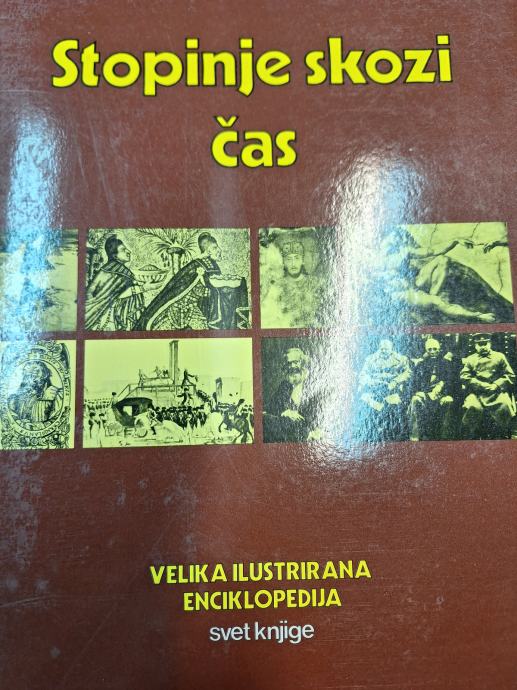 Stopinje skozi
čas
VELIKA ILUSTRIRANA
ENCIKLOPEDIJA
svet knjige